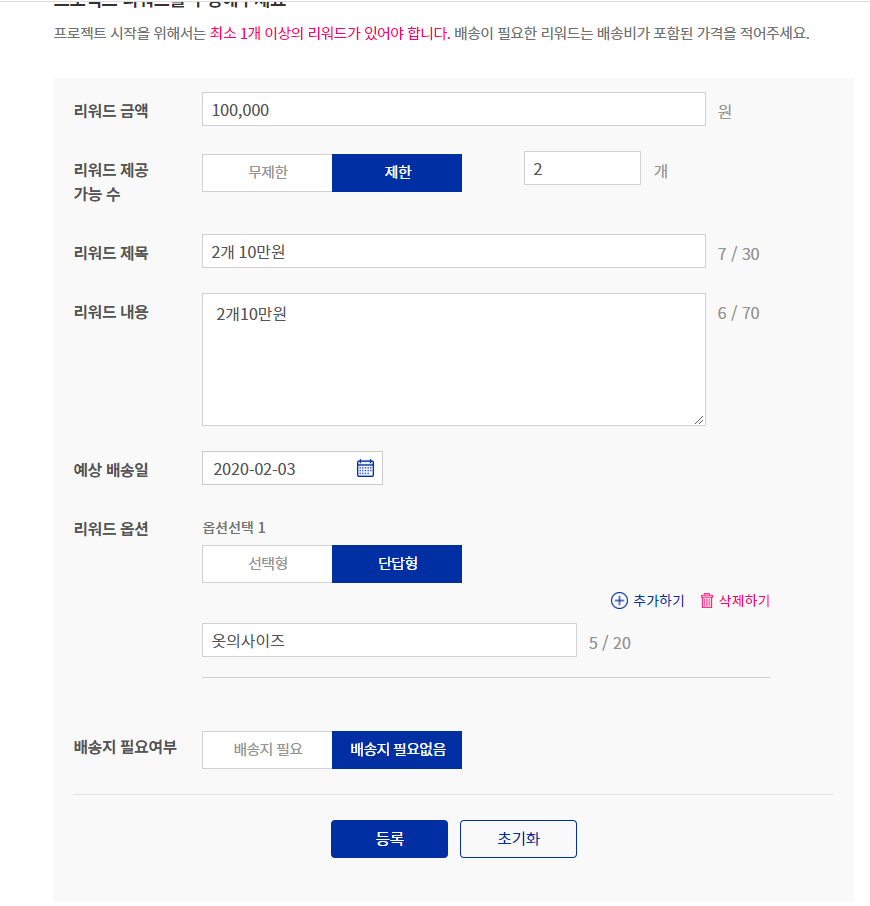 프로젝트 시작을 위해서는 최소 1개 이상의 리워드가 있어야 합니다. 배송이 필요한 리워드는 배송비가 포함된 가격을 적어주세요.
리워드 금액
100,000
원
리워드 제공
가능 수
무제한
제한
2
개
리워드 제목
2개 10만원
7 / 30
리워드 내용
2개10만원
6 / 70
예상 배송일
2020-02-03
리워드 옵션
옵션선택 1
선택형
단답형
추가하기
삭제하기
옷의사이즈
5 / 20
배송지 필요여부
배송지 필요
배송지 필요없음
등록
초기화